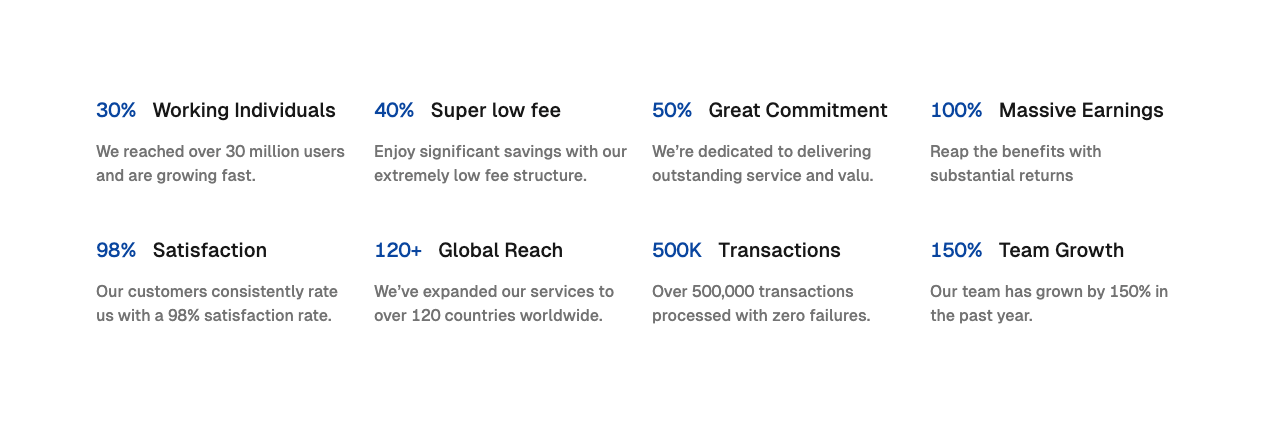 30% Working Individuals
We reached over 30 million users
and are growing fast.
40% Super low fee
Enjoy significant savings with our
extremely low fee structure.
50% Great Commitment
We’re dedicated to delivering
outstanding service and valu.
100% Massive Earnings
Reap the benefits with
substantial returns
98% Satisfaction
Our customers consistently rate
us with a 98% satisfaction rate.
120+ Global Reach
We’ve expanded our services to
over 120 countries worldwide.
500K Transactions
Over 500,000 transactions
processed with zero failures.
150% Team Growth
Our team has grown by 150% in
the past year.